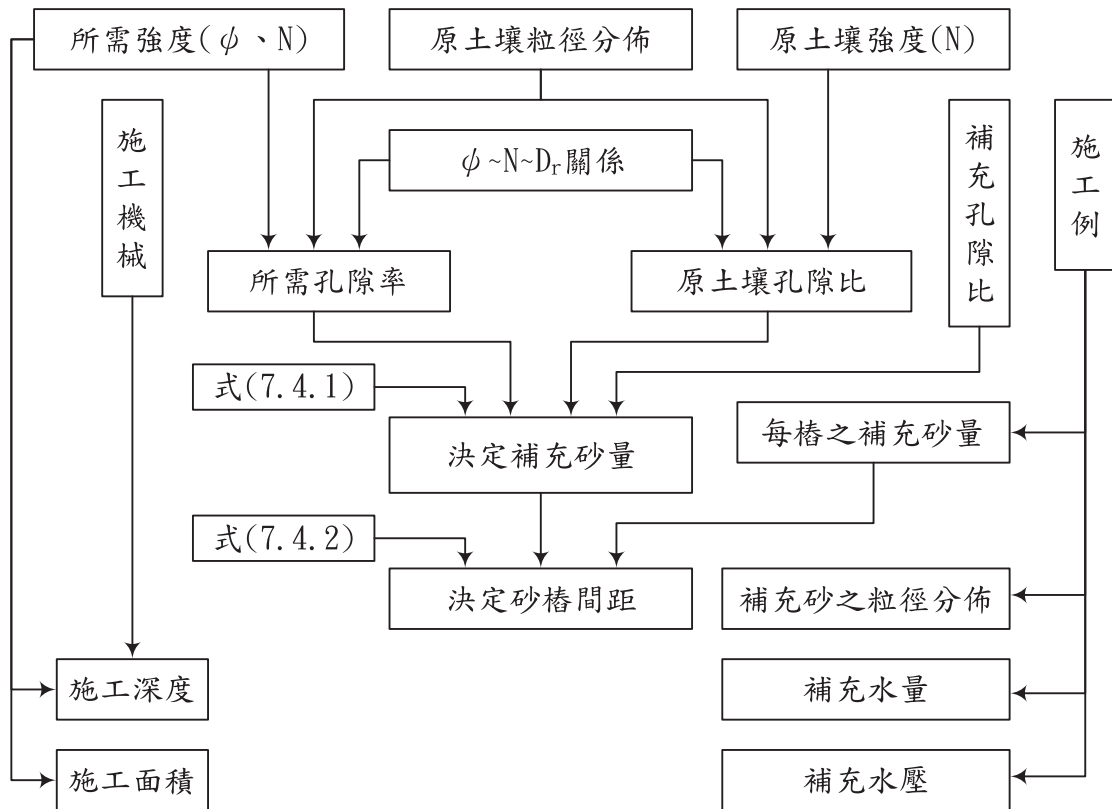 所需強度(ψ、N)
原土壤粒徑分佈
原土壤強度(N)
施工機械
ψ~N~Dr關係
補充孔隙比
施工例
所需孔隙率
原土壤孔隙比
式(7.4.1)
決定補充砂量
每樁之補充砂量
式(7.4.2)
決定砂樁間距
補充砂之粒徑分佈
施工深度
補充水量
施工面積
補充水壓